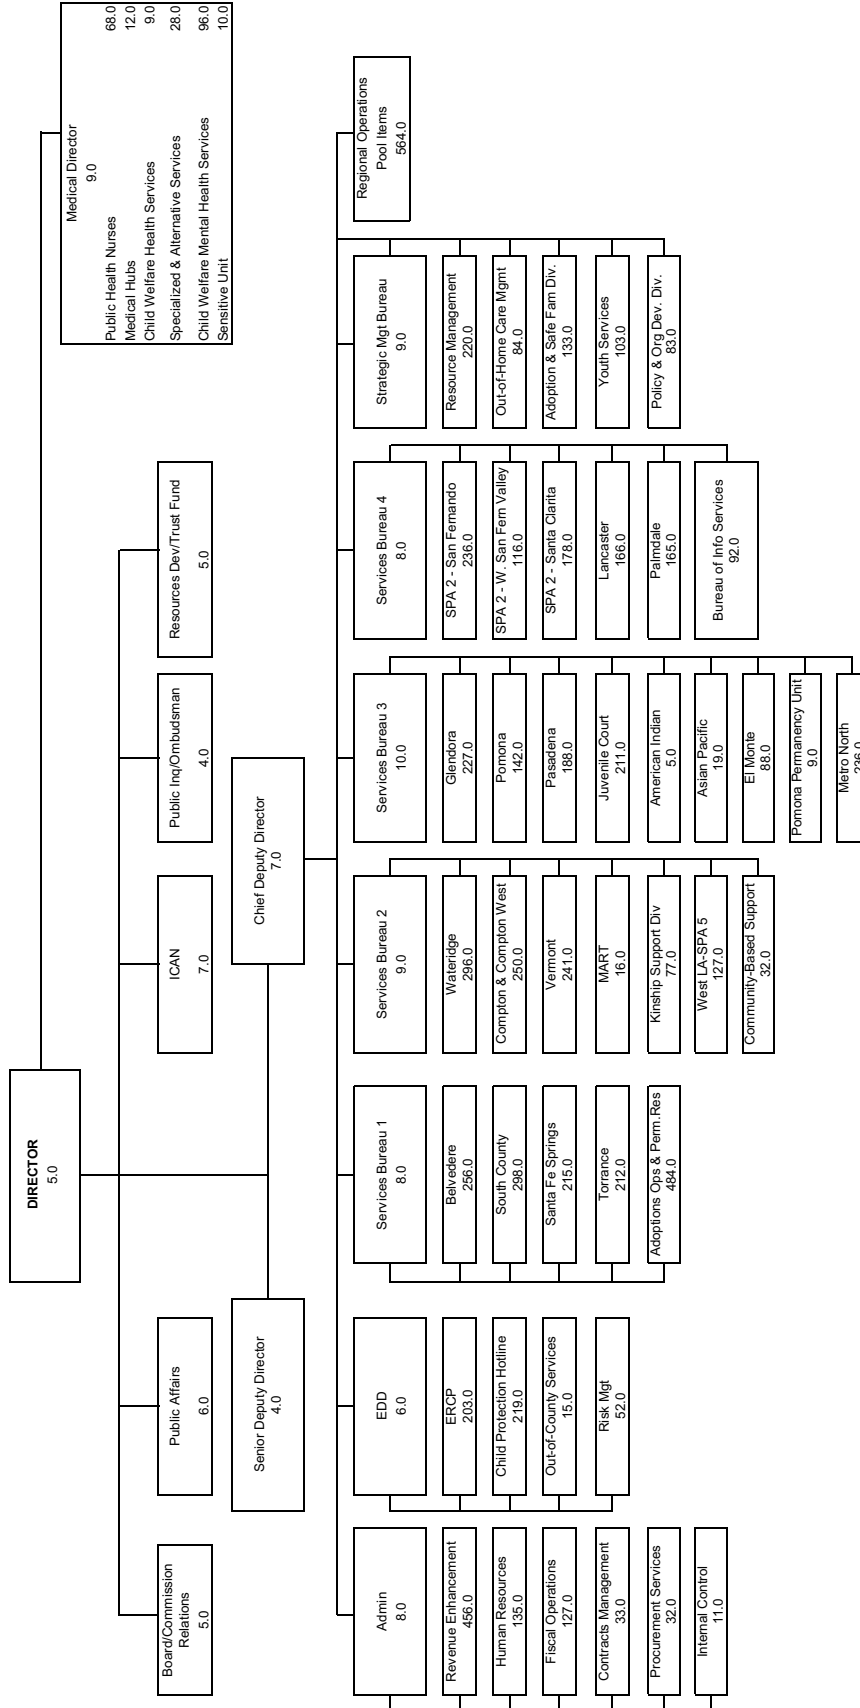 DIRECTOR
5.0
Medical Director
9.0
Public Health Nurses 68.0
Medical Hubs 12.0
Child Welfare Health Services 9.0
Specialized & Alternative Services 28.0
Child Welfare Mental Health Services 96.0
Sensitive Unit 10.0
Board/Commission
Relations
5.0
Public Affairs
6.0
ICAN
7.0
Public Inq/Ombudsman
4.0
Resources Dev/Trust Fund
5.0
Senior Deputy Director
4.0
Chief Deputy Director
7.0
Admin
8.0
Revenue Enhancement
456.0
Human Resources
135.0
Fiscal Operations
127.0
Contracts Management
33.0
Procurement Services
32.0
Internal Control
11.0
EDD
6.0
ERCP
203.0
Child Protection Hotline
219.0
Out-of-County Services
15.0
Risk Mgt
52.0
Services Bureau 1
8.0
Belvedere
256.0
South County
298.0
Santa Fe Springs
215.0
Torrance
212.0
Adoptions Ops & Perm.Res
484.0
Services Bureau 2
9.0
Wateridge
296.0
Compton & Compton West
250.0
Vermont
241.0
MART
16.0
Kinship Support Div
77.0
West LA-SPA 5
127.0
Community-Based Support
32.0
Services Bureau 3
10.0
Glendora
227.0
Pomona
142.0
Pasadena
188.0
Juvenile Court
211.0
American Indian
5.0
Asian Pacific
19.0
El Monte
88.0
Pomona Permanency Unit
9.0
Metro North
236.0
Services Bureau 4
8.0
SPA 2 - San Fernando
236.0
SPA 2 - W. San Fern Valley
116.0
SPA 2 - Santa Clarita
178.0
Lancaster
166.0
Palmdale
165.0
Bureau of Info Services
92.0
Strategic Mgt Bureau
9.0
Resource Management
220.0
Out-of-Home Care Mgmt
84.0
Adoption & Safe Fam Div.
133.0
Youth Services
103.0
Policy & Org Dev. Div.
83.0
Regional Operations
Pool Items
564.0